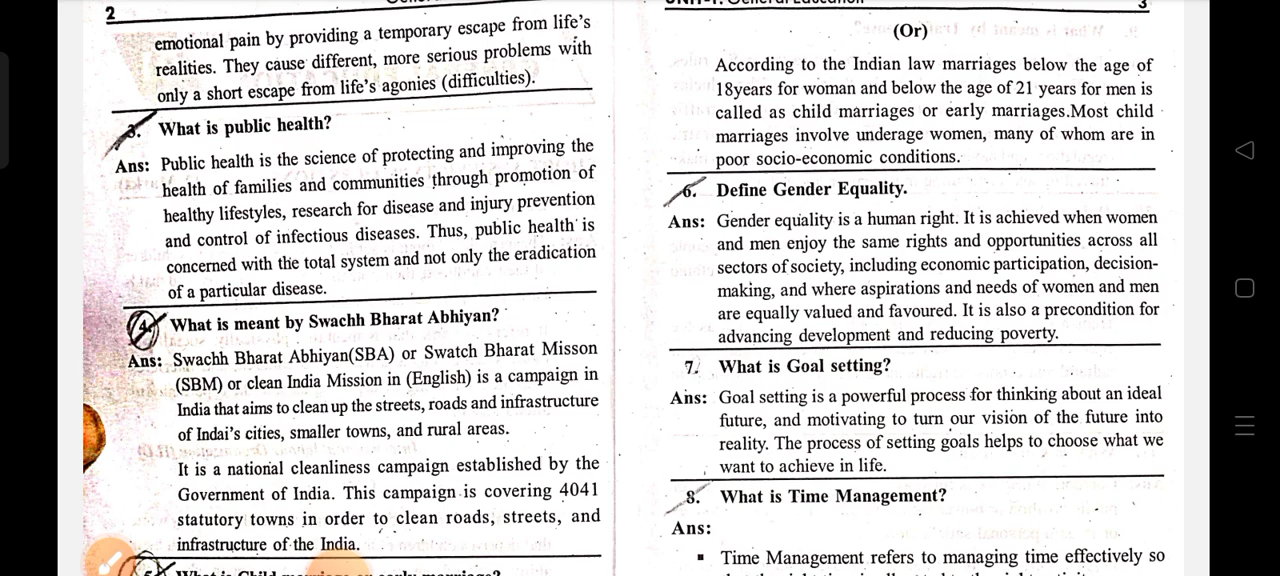 2
emotional pain by providing a temporary escape from life's
realities. They cause different, more serious problems with
only a short escape from life's agonies (difficulties).
3. What is public health?
Ans: Public health is the science of protecting and improving the
health of families and communities through promotion of
healthy lifestyles, research for disease and injury prevention
and control of infectious diseases. Thus, public health is
concerned with the total system and not only the eradication
of a particular disease.
4. What is meant by Swachh Bharat Abhiyan?
Ans: Swachh Bharat Abhiyan(SBA) or Swatch Bharat Misson
(SBM) or clean India Mission in (English) is a campaign in
India that aims to clean up the streets, roads and infrastructure
of Indai's cities, smaller towns, and rural areas.
It is a national cleanliness campaign established by the
Government of India. This campaign is covering 4041
statutory towns in order to clean roads, streets, and
infrastructure of the India.
3
(Or)
According to the Indian law marriages below the age of
18years for woman and below the age of 21 years for men is
called as child marriages or early marriages.Most child
marriages involve underage women, many of whom are in
poor socio-economic conditions.
6. Define Gender Equality.
Ans: Gender equality is a human right. It is achieved when women
and men enjoy the same rights and opportunities across all
sectors of society, including economic participation, decision-
making, and where aspirations and needs of women and men
are equally valued and favoured. It is also a precondition for
advancing development and reducing poverty.
7. What is Goal setting?
Ans: Goal setting is a powerful process for thinking about an ideal
future, and motivating to turn our vision of the future into
reality. The process of setting goals helps to choose what we
want to achieve in life.
8. What is Time Management?
Ans:
▪ Time Management refers to managing time effectively so